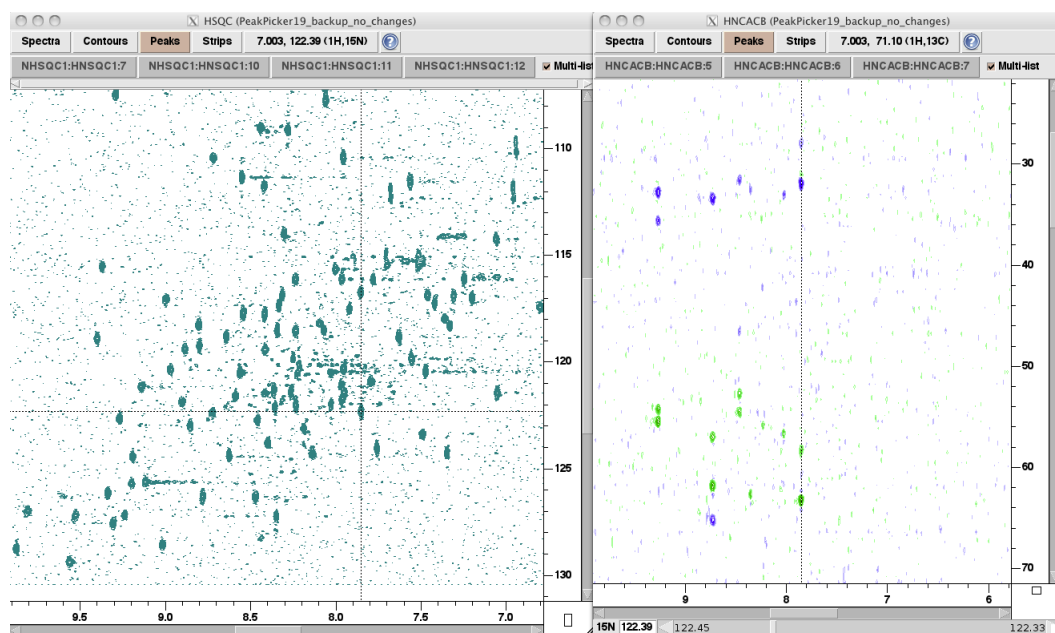 HSQC (PeakPicker19_backup_no_changes)
Spectra Contours Peaks Strips 7.003, 122.39 (1H,15N) ?
NHSQC1:HNSQC1:7 NHSQC1:HSQC1:10 NHSQC1:HSQC1:11 NHSQC1:HSQC1:12 Multi-list
110
115
120
125
130
9.5 9.0 8.5 8.0 7.5 7.0
HNCACB (PeakPicker19_backup_no_changes)
Spectra Contours Peaks Strips 7.003, 71.10 (1H,13C) ?
HNCACB:HNCACB:5 HNCACB:HNCACB:6 HNCACB:HNCACB:7 Multi-list
30
40
50
60
70
9 8 7 6
15N 122.39 122.45 122.33